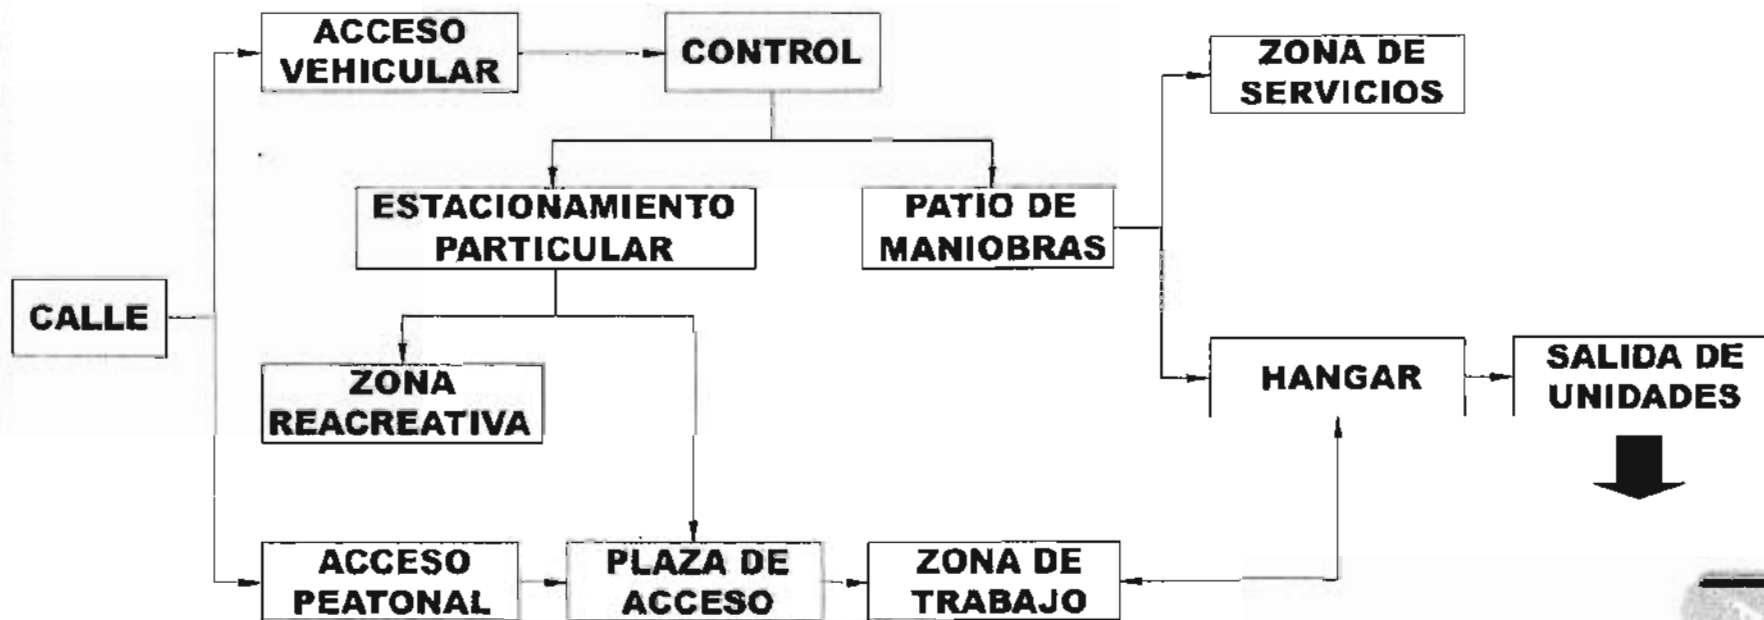 ACCESO
VEHICULAR
CONTROL
ZONA DE
SERVICIOS
ESTACIONAMIENTO
PARTICULAR
PATIO DE
MANIOBRAS
CALLE
ZONA
REACREATIVA
HANGAR
SALIDA DE
UNIDADES
ACCESO
PEATONAL
PLAZA DE
ACCESO
ZONA DE
TRABAJO